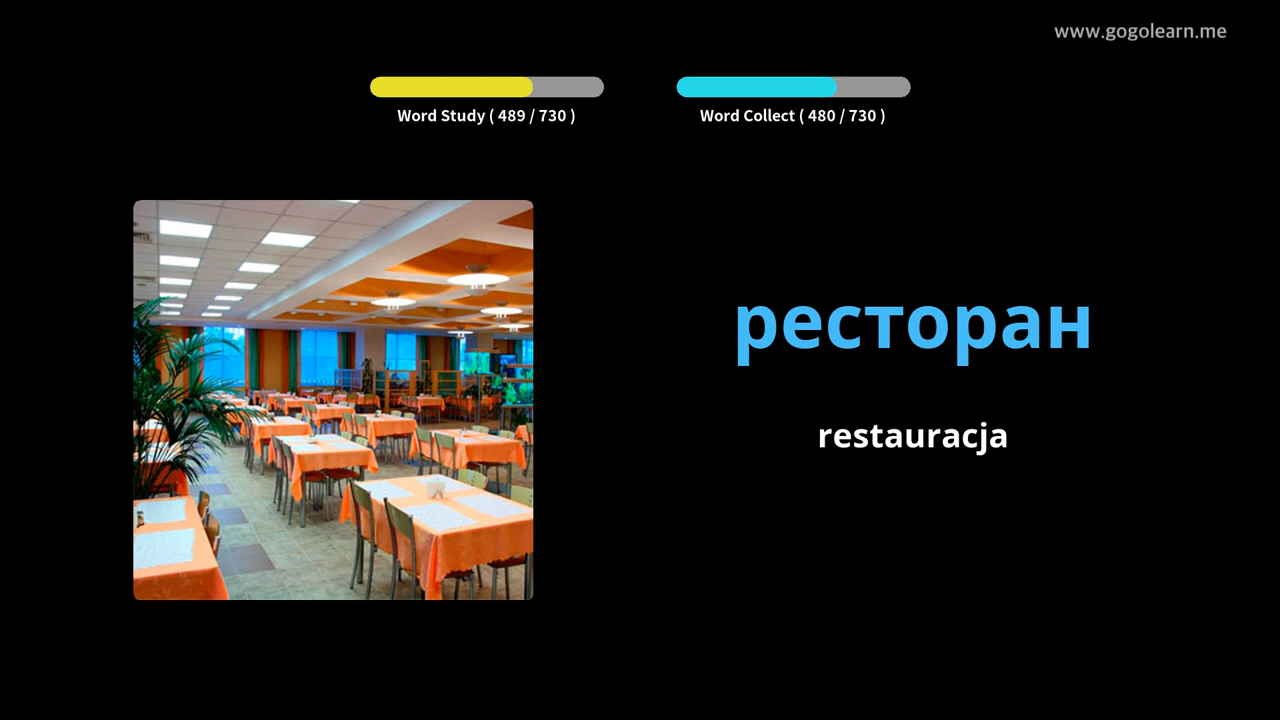 www.gogolearn.me
Word Study ( 489 / 730 )
Word Collect ( 480 / 730 )
ресторан
restauracja